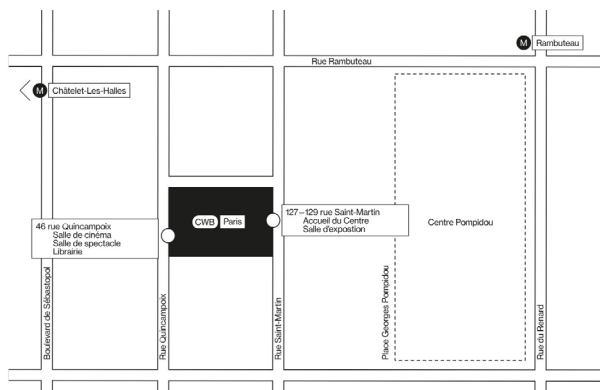 M Rambuteau
Rue Rambuteau
M Châtelet-Les-Halles
127–129 rue Saint-Martin
Accueil du Centre
Salle d'expostion
CWB Paris
46 rue Quincampoix
Salle de cinéma
Salle de spectacle
Librairie
Centre Pompidou
Boulevard de Sébastopol
Rue Quincampoix
Rue Saint-Martin
Place Georges Pompidou
Rue du Renard